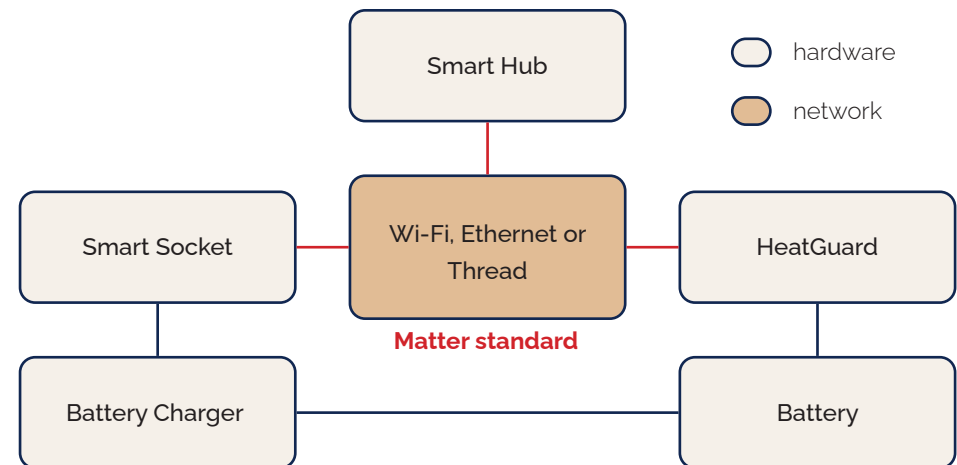 Smart Hub
hardware
network
Smart Socket
Wi-Fi, Ethernet or
Thread
HeatGuard
Matter standard
Battery Charger
Battery